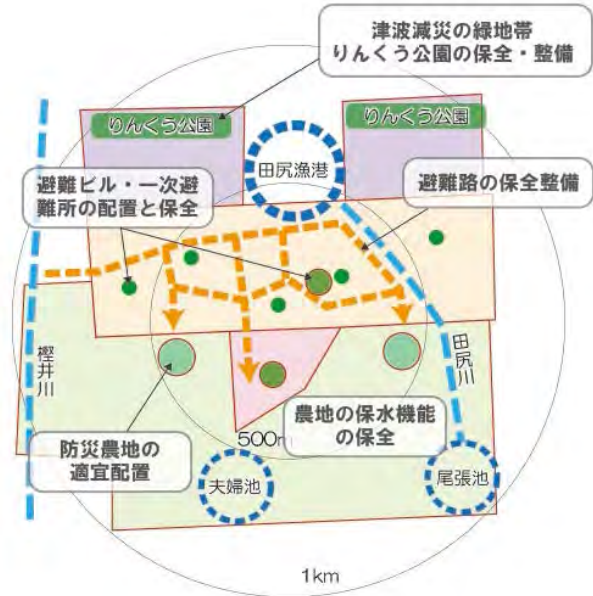 津波減災の緑地帯
りんくう公園の保全・整備
りんくう公園
りんくう公園
田尻漁港
避難ビル・一次避
難所の配置と保全
避難路の保全整備
樫井川
田尻川
防災農地の
適宜配置
農地の保水機能
の保全
500m
夫婦池
尾張池
1km